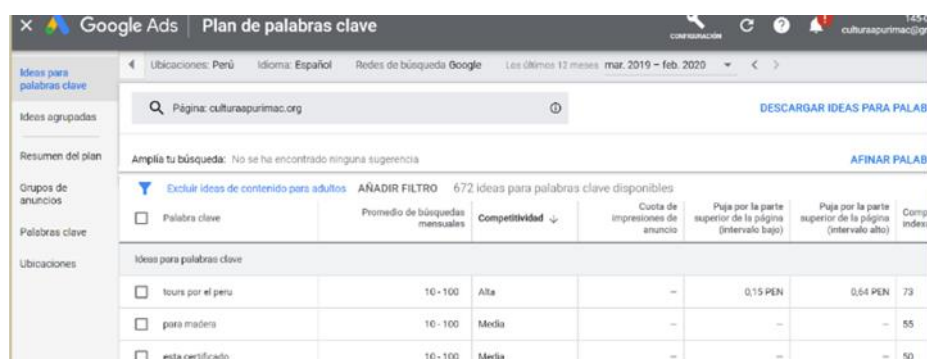 Google Ads | Plan de palabras clave
CONFIGURACIÓN
culturaapurimac@gm
Ideas para
palabras clave
Ideas agrupadas
Resumen del plan
Grupos de
anuncios
Palabras clave
Ubicaciones
Ubicaciones: Perú Idioma: Español Redes de búsqueda Google Los últimos 12 meses mar. 2019 – feb. 2020
Página: culturaapurimac.org
DESCARGAR IDEAS PARA PALAB
Amplía tu búsqueda: No se ha encontrado ninguna sugerencia
AFINAR PALAB
Excluir ideas de contenido para adultos AÑADIR FILTRO 672 ideas para palabras clave disponibles
Palabra clave
Promedio de búsquedas
mensuales
Competitividad
Cuota de
impresiones de
anuncio
Puja por la parte
superior de la página
(intervalo bajo)
Puja por la parte
superior de la página
(intervalo alto)
Comp
index
Ideas para palabras clave
tours por el peru 10 - 100 Alta – 0,15 PEN 0,64 PEN 73
para madera 10 - 100 Media – – – 55
esta certificado 10 - 100 Media – – – 50